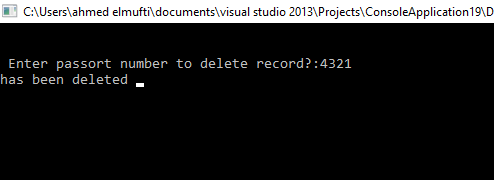 C:\Users\ahmed elmufti\documents\visual studio 2013\Projects\ConsoleApplication19\D
Enter passort number to delete record?:4321
has been deleted